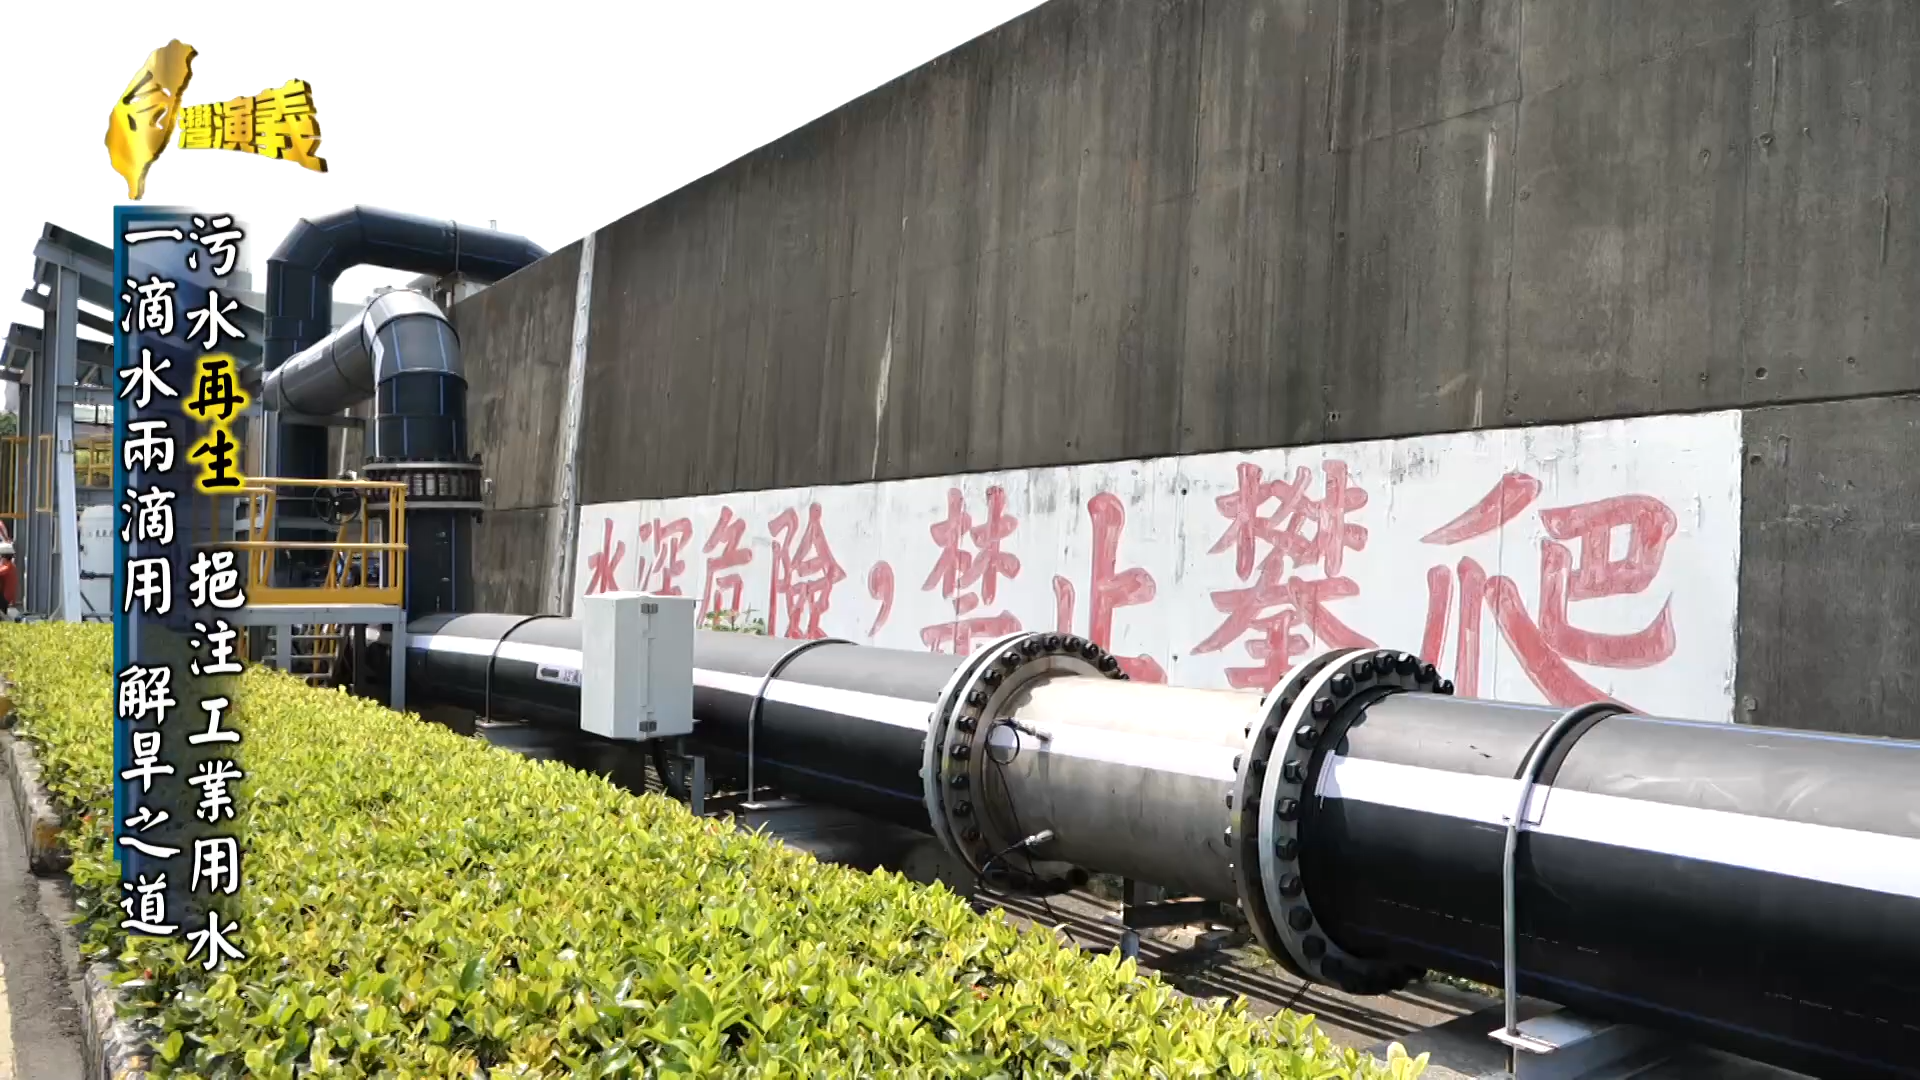 台灣演義
污水再生 挹注工業用水
一滴水兩滴用 解旱之道
水深危險，禁止攀爬